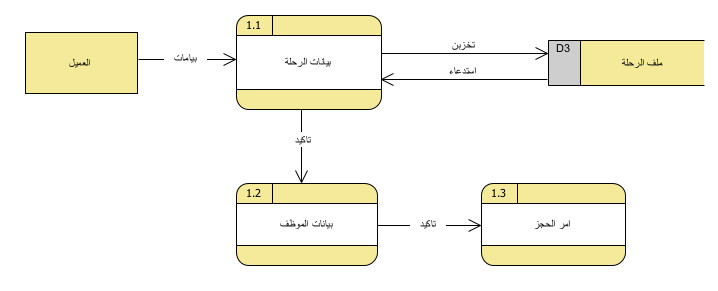 1.1
تخزين
D3
العميل
بيامات
بيانات الرحلة
ملف الرحلة
استدعاء
تاكيد
1.2
1.3
بيانات الموظف
تاكيد
امر الحجز